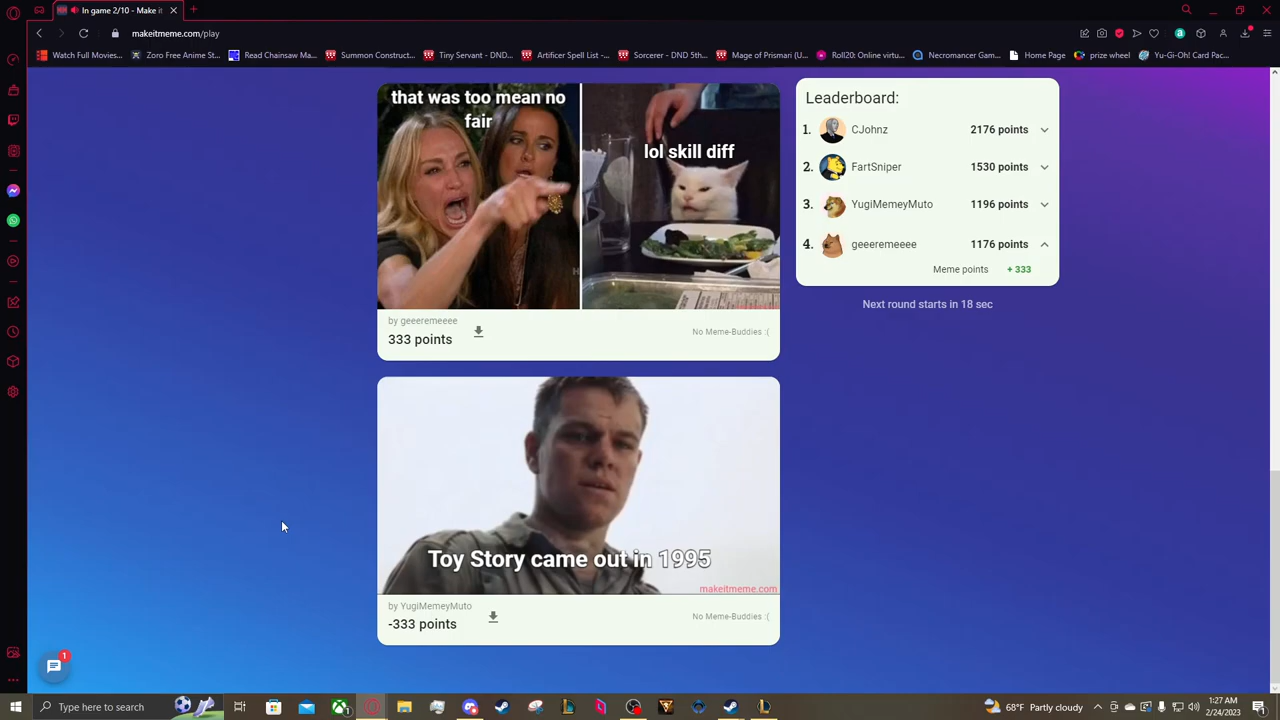 In game 2/10 - Make it
makeitmeme.com/play
Watch Full Movies...
Zoro Free Anime St...
Read Chainsaw Ma...
Summon Construct...
Tiny Servant - DND...
Artificer Spell List -...
Sorcerer - DND 5th...
Mage of Prismari (U...
Roll20: Online virtu...
Necromancer Gam...
Home Page
prize wheel
Yu-Gi-Oh! Card Pac...
that was too mean no
fair
lol skill diff
by geeeremeeee
333 points
No Meme-Buddies :(
Toy Story came out in 1995
makeitmeme.com
by YugiMemeyMuto
-333 points
No Meme-Buddies :(
Leaderboard:
1. CJohnz 2176 points
2. FartSniper 1530 points
3. YugiMemeyMuto 1196 points
4. geeeremeeee 1176 points
Meme points + 333
Next round starts in 18 sec
1
Type here to search
68°F Partly cloudy
1:27 AM
2/24/2023